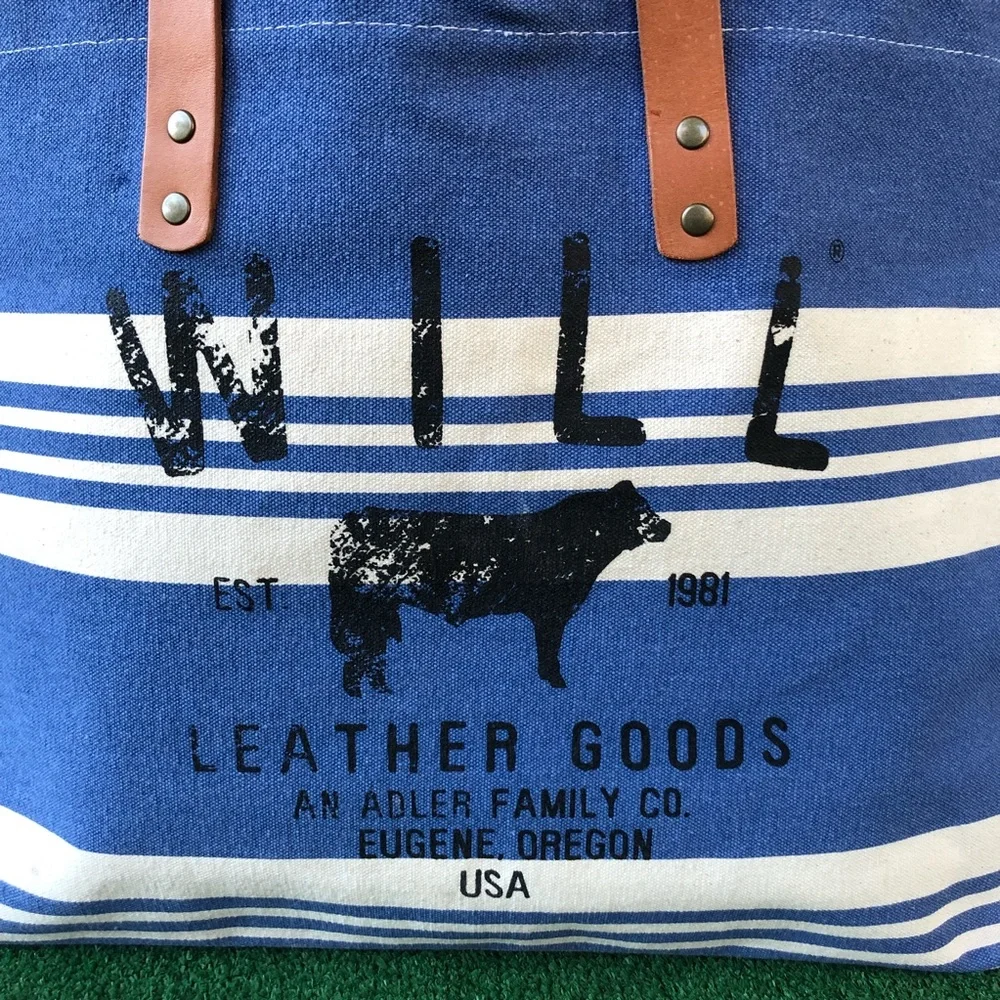 WILL®
EST. 1981
LEATHER GOODS
AN ADLER FAMILY CO.
EUGENE, OREGON
USA